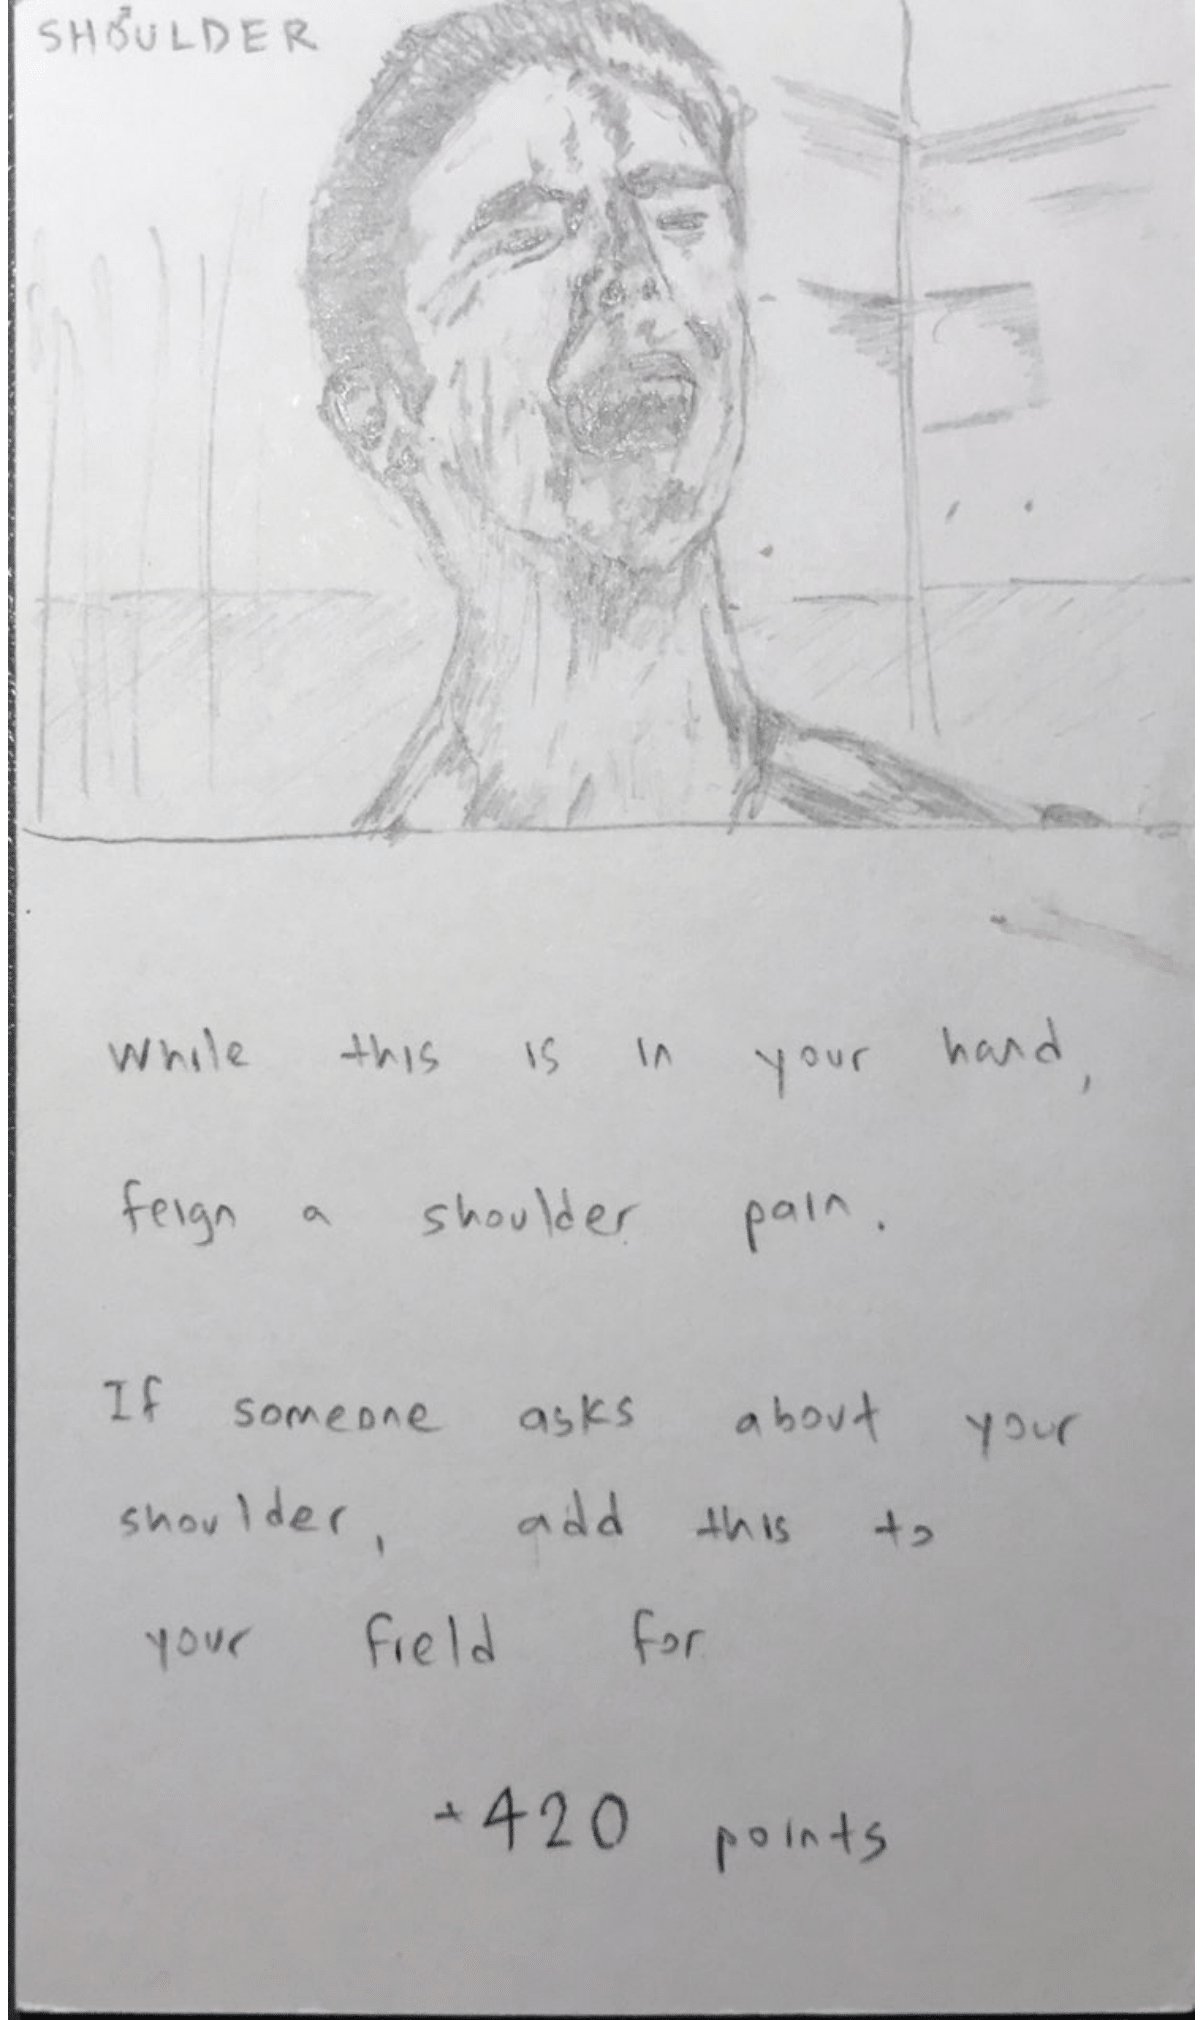 SHOULDER
While this is in your hand,
feign a shoulder pain.
If someone asks about your
shoulder, add this to
your field for
+420 points